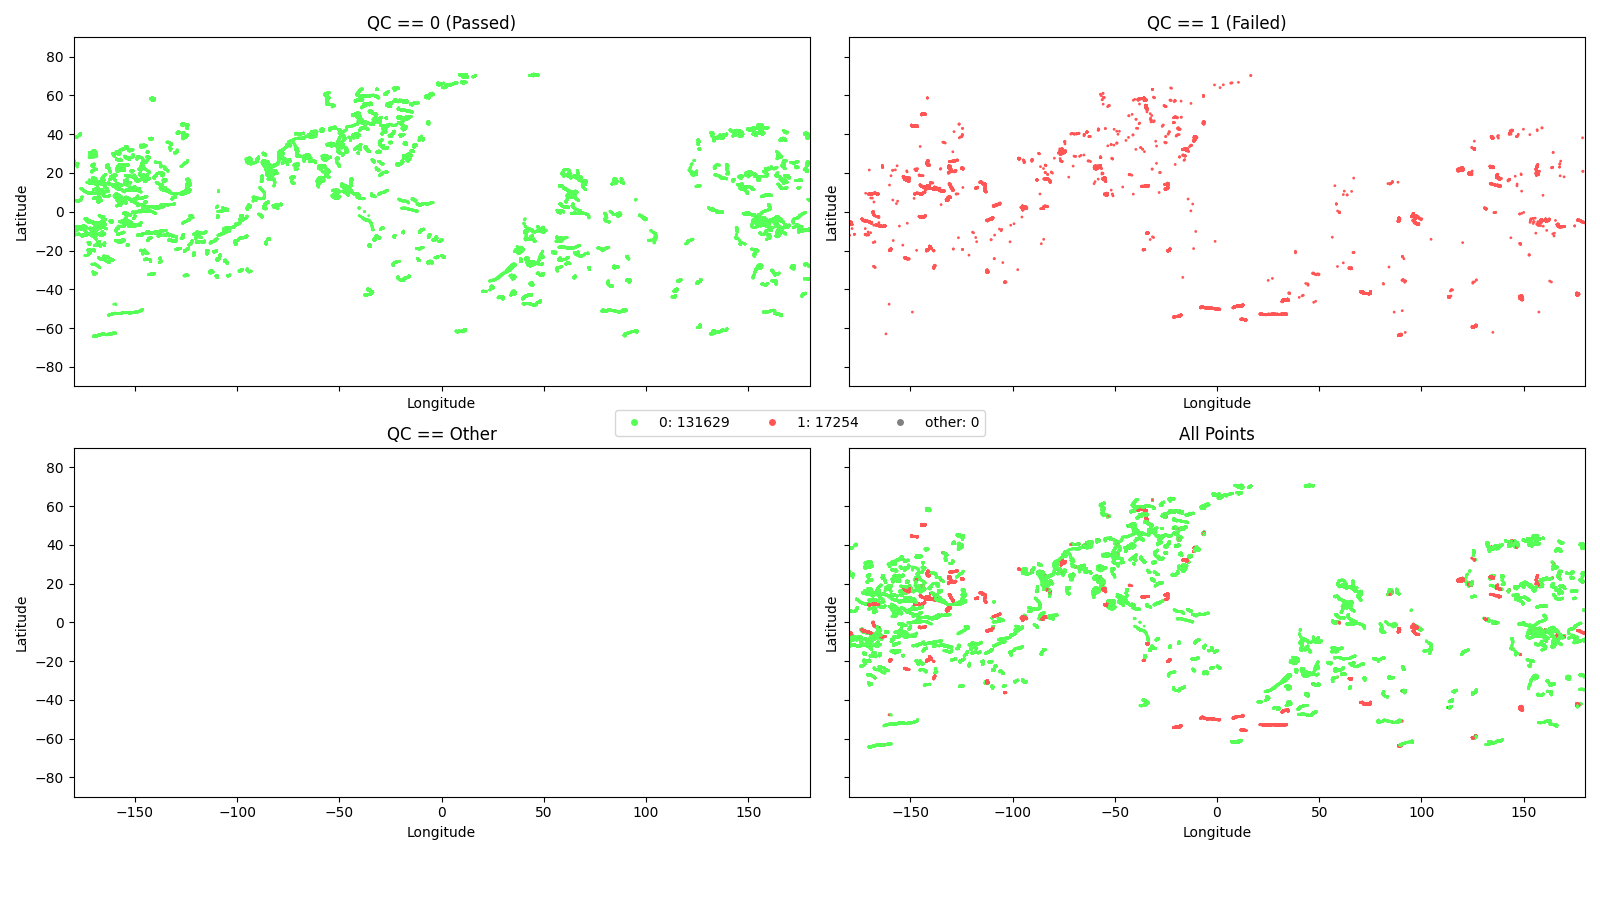 QC == 0 (Passed)
QC == 1 (Failed)
80
60
40
20
0
−20
−40
−60
−80
Latitude
Latitude
Longitude
Longitude
0: 131629
1: 17254
other: 0
QC == Other
All Points
80
60
40
20
0
−20
−40
−60
−80
Latitude
Latitude
−150
−100
−50
0
50
100
150
−150
−100
−50
0
50
100
150
Longitude
Longitude